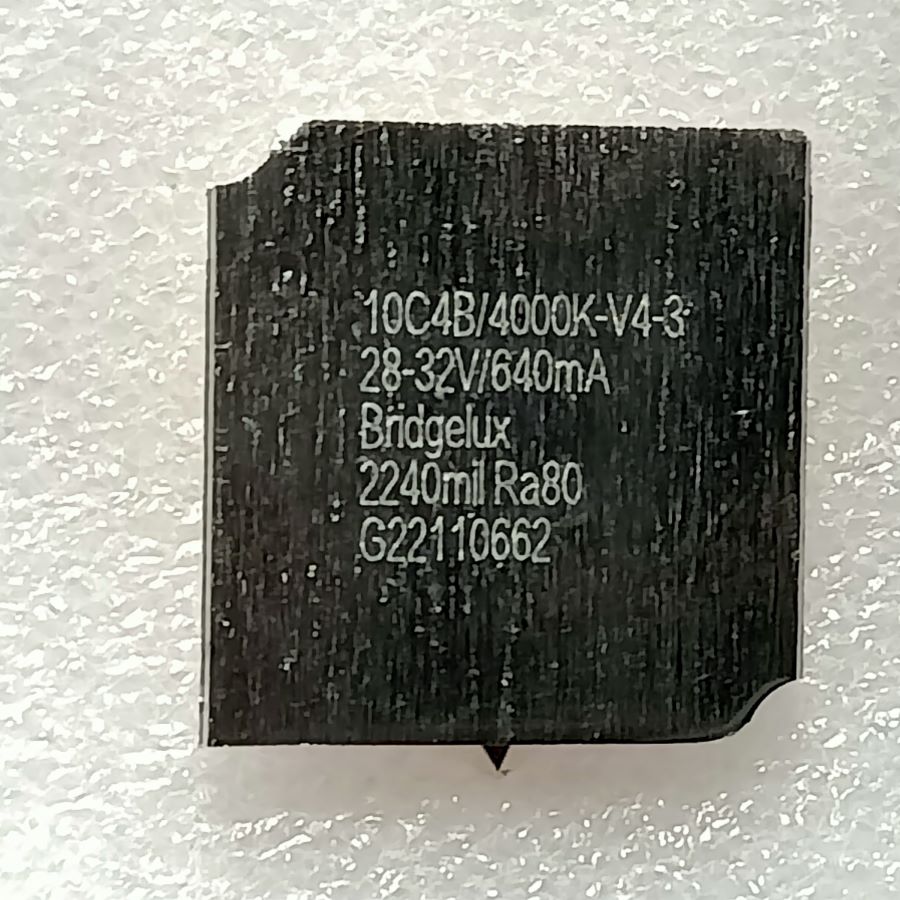 10C4B/4000K-V4-3
28-32V/640mA
Bridgelux
2240mil Ra80
G22110662